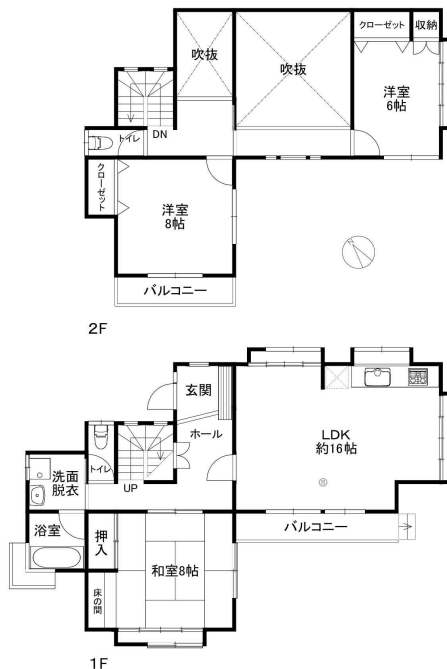 クローゼット
収納
吹抜
吹抜
洋室
6帖
トイレ
DN
クローゼット
洋室
8帖
バルコニー
2F
玄関
ホール
LDK
約16帖
トイレ
洗面
脱衣
UP
浴室
押入
バルコニー
和室8帖
床の間
1F